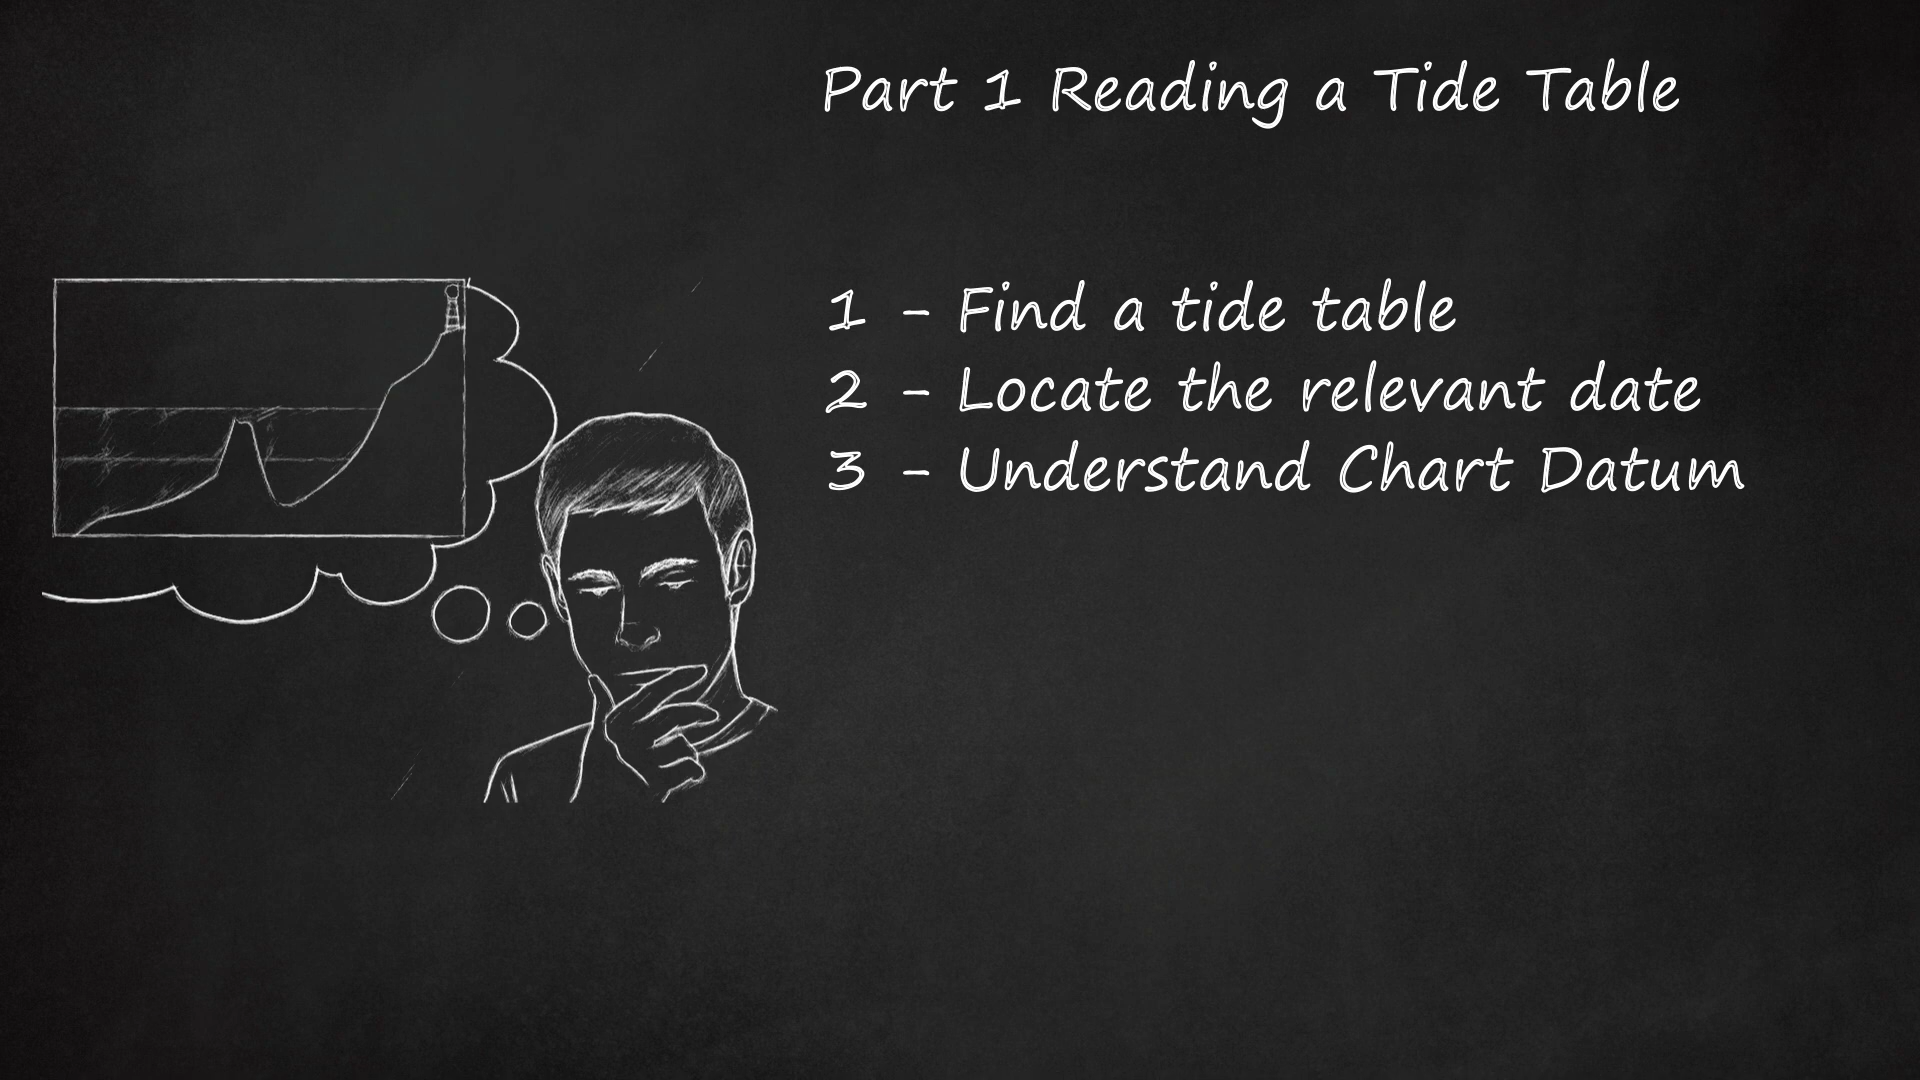 Part 1 Reading a Tide Table
1 - Find a tide table
2 - Locate the relevant date
3 - Understand Chart Datum